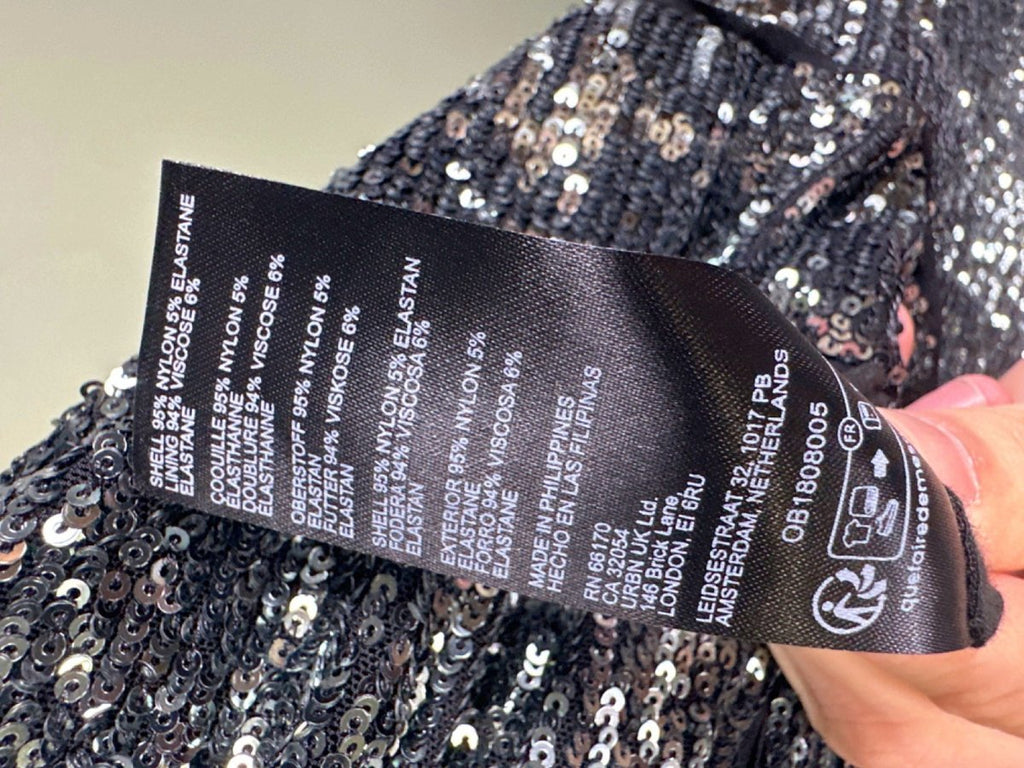 SHELL 95% NYLON 5% ELASTANE
LINING 94% VISCOSE 6%
ELASTANE
COOUILLE 95% NYLON 5%
ELASTHANNE
DOUBLURE 94% VISCOSE 6%
ELASTHANNE
OBERSTOFF 95% NYLON 5%
ELASTAN
FUTTER 94% VISKOSE 6%
ELASTAN
SHELL 95% NYLON 5% ELASTAN
FODERA 94% VISCOSA 6%
ELASTAN
EXTERIOR 95% NYLON 5%
ELASTANE
FORRO 94% VISCOSA 6%
ELASTANE
MADE IN PHILIPPINES
HECHO EN LAS FILIPINAS
RN 66170
CA 32054
URBN UK Ltd.
146 Brick Lane,
LONDON, EI 6RU
LEIDSESTRAAT 32, 1017 PB
AMSTERDAM, NETHERLANDS
OB1808005
FR